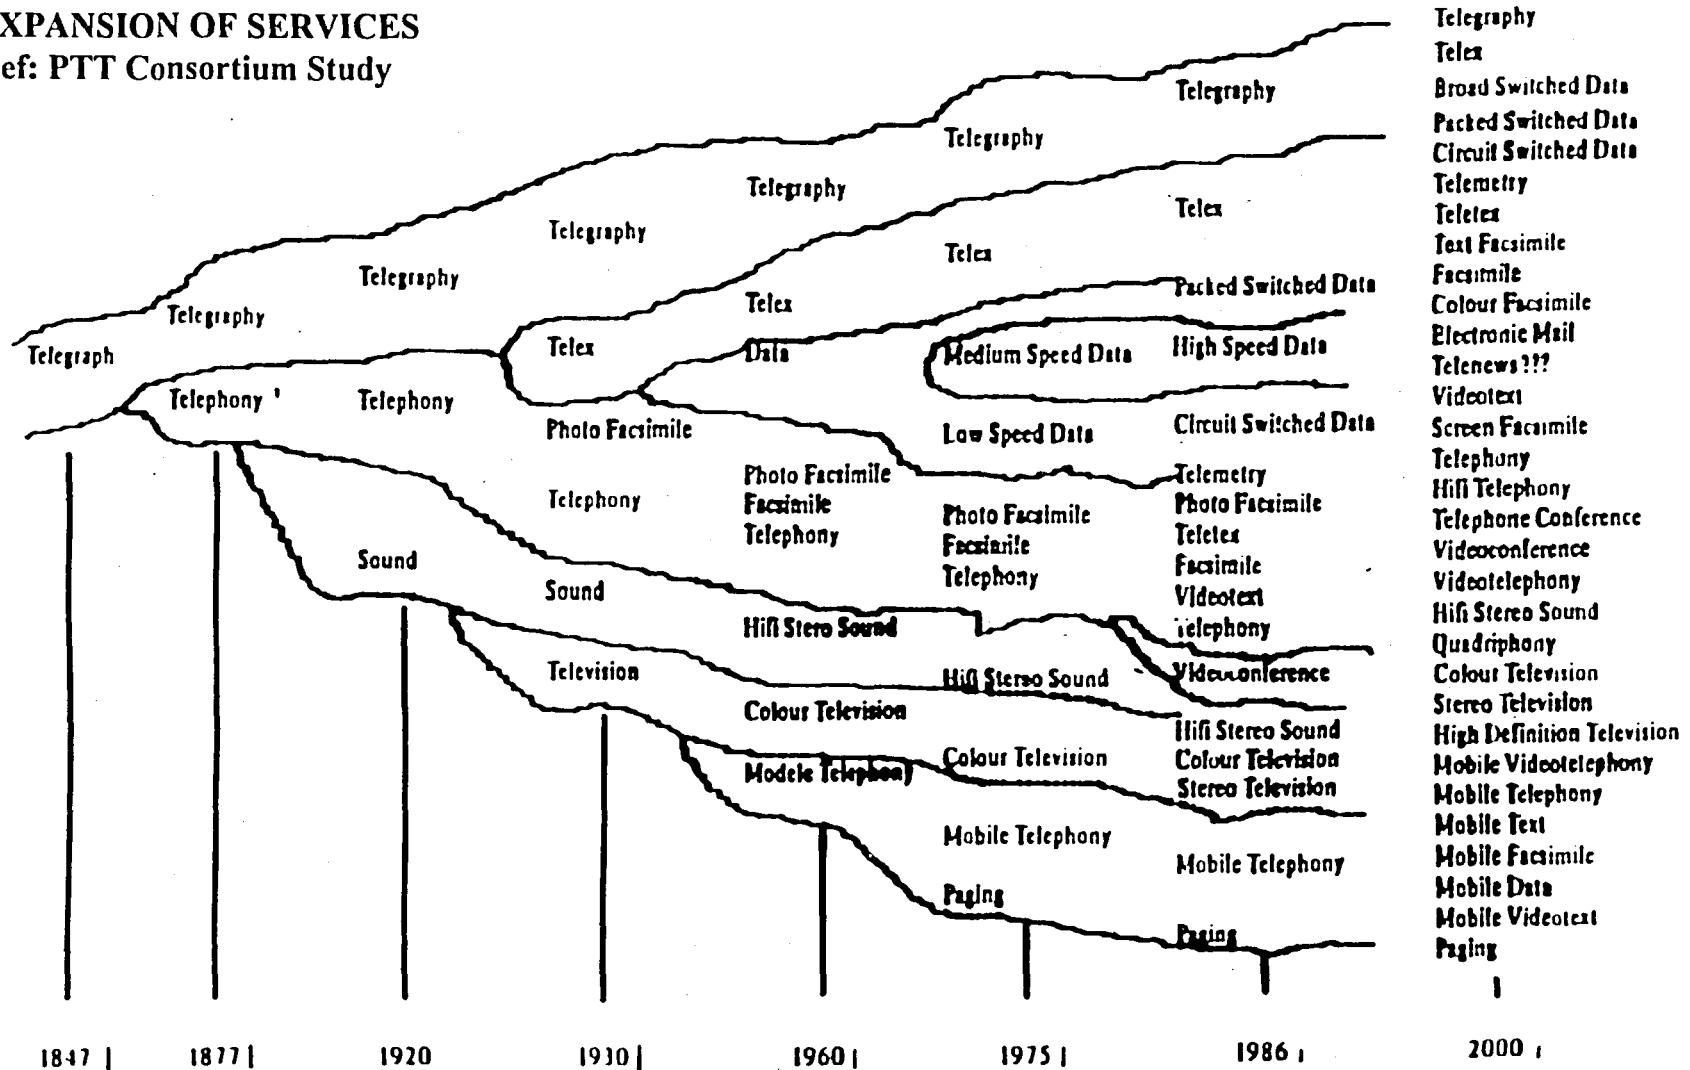 XPANSION OF SERVICES
ef: PTT Consortium Study
Telegraph
Telegraphy
Telephony '
Telegraphy
Telephony
Sound
Telegraphy
Telex
Photo Facsimile
Telephony
Sound
Television
Telegraphy
Telex
Data
Photo Facsimile
Facsimile
Telephony
Hifi Stero Sound
Colour Television
Modele Telephony
Telegraphy
Telex
Medium Speed Data
Low Speed Data
Photo Facsimile
Facsimile
Telephony
Hifi Stereo Sound
Colour Television
Mobile Telephony
Paging
Telegraphy
Telex
Packed Switched Data
High Speed Data
Circuit Switched Data
Telemetry
Photo Facsimile
Teletex
Facsimile
Videotext
Telephony
Videoconference
Hifi Stereo Sound
Colour Television
Stereo Television
Mobile Telephony
Paging
Telegraphy
Telex
Broad Switched Data
Packed Switched Data
Circuit Switched Data
Telemetry
Teletex
Text Facsimile
Facsimile
Colour Facsimile
Electronic Mail
Telenews???
Videotext
Screen Facsimile
Telephony
Hifi Telephony
Telephone Conference
Videoconference
Videotelephony
Hifi Stereo Sound
Quadriphony
Colour Television
Stereo Television
High Definition Television
Mobile Videotelephony
Mobile Telephony
Mobile Text
Mobile Facsimile
Mobile Data
Mobile Videotext
Paging
1847
1877
1920
1930
1960
1975
1986
2000